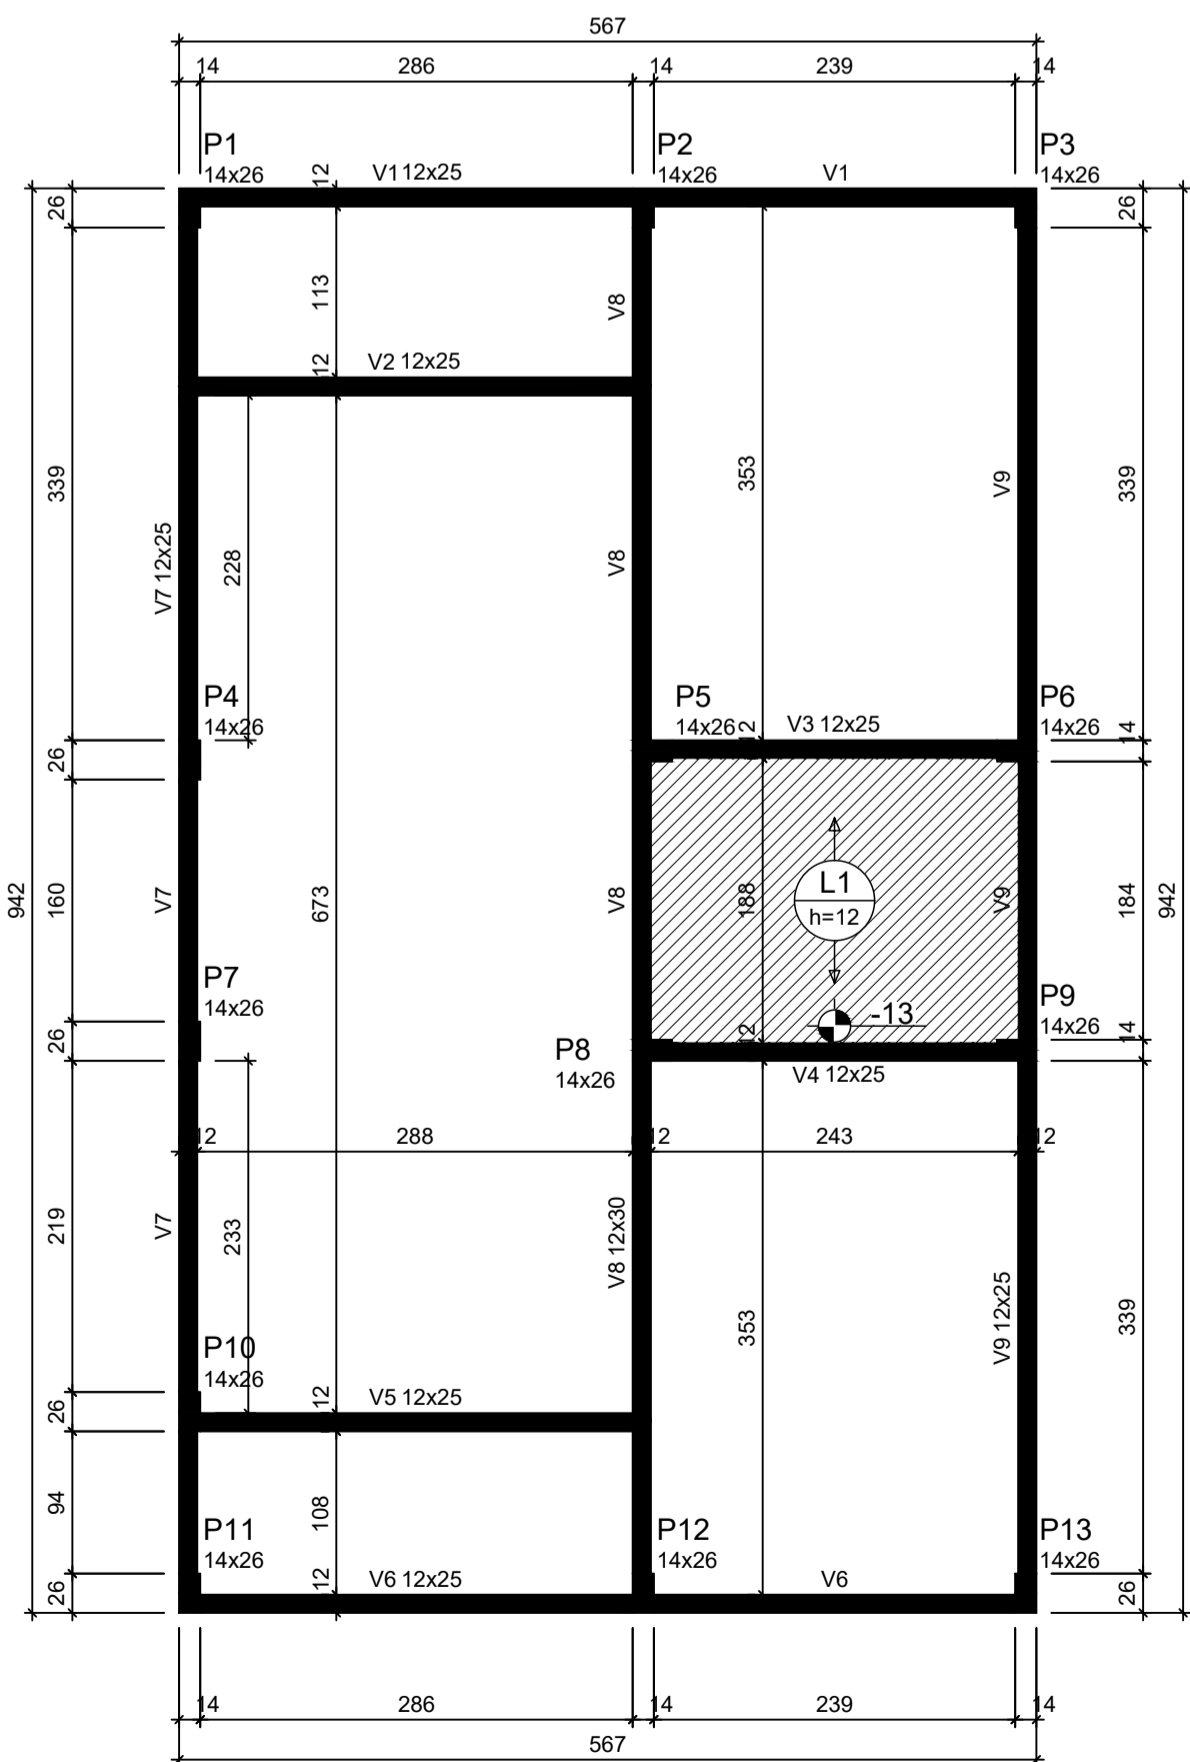 567
14 286 14 239 14
P1 P2 P3
14x26 12 V112x25 14x26 V1 14x26
26 26
113 V8
12 V2 12x25
339 353 V9 339
V7 12x25 228 V8
P4 P5 P6
14x26 14x26 12 V3 12x25 14x26 14
26
942 160 V7 673 V8 188 L1 V9 184 942
h=12
P7 P9
14x26 12 -13 14x26 14
26 P8
14x26 V4 12x25
12 288 12 243 12
219 V7 233 V8 12x30 353 V9 12x25 339
P10
14x26
26 12 V5 12x25
94 108
P11 P12 P13
14x26 14x26 14x26
26 12 V6 12x25 V6 26
14 286 14 239 14
567